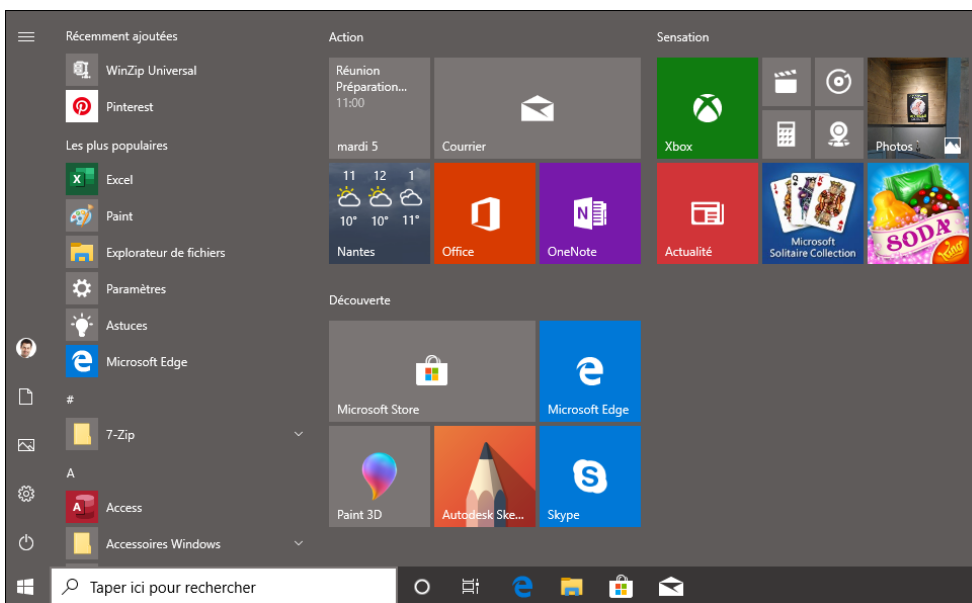 Récemment ajoutées
WinZip Universal
Pinterest
Les plus populaires
Excel
Paint
Explorateur de fichiers
Paramètres
Astuces
Microsoft Edge
#
7-Zip
A
Access
Accessoires Windows
Action
Réunion
Préparation...
11:00
mardi 5
Courrier
11 12 1
10° 10° 11°
Nantes
Office
OneNote
Découverte
Microsoft Store
Microsoft Edge
Paint 3D
Autodesk Ske...
Skype
Sensation
Xbox
Photos
Actualité
Microsoft
Solitaire Collection
SODA
King
Taper ici pour rechercher